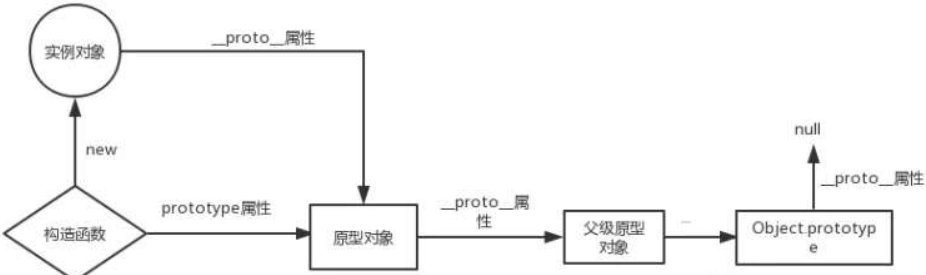 实例对象
__proto__属性
new
null
__proto__属性
构造函数
prototype属性
原型对象
__proto__属
性
父级原型
对象
...
Object.prototyp
e